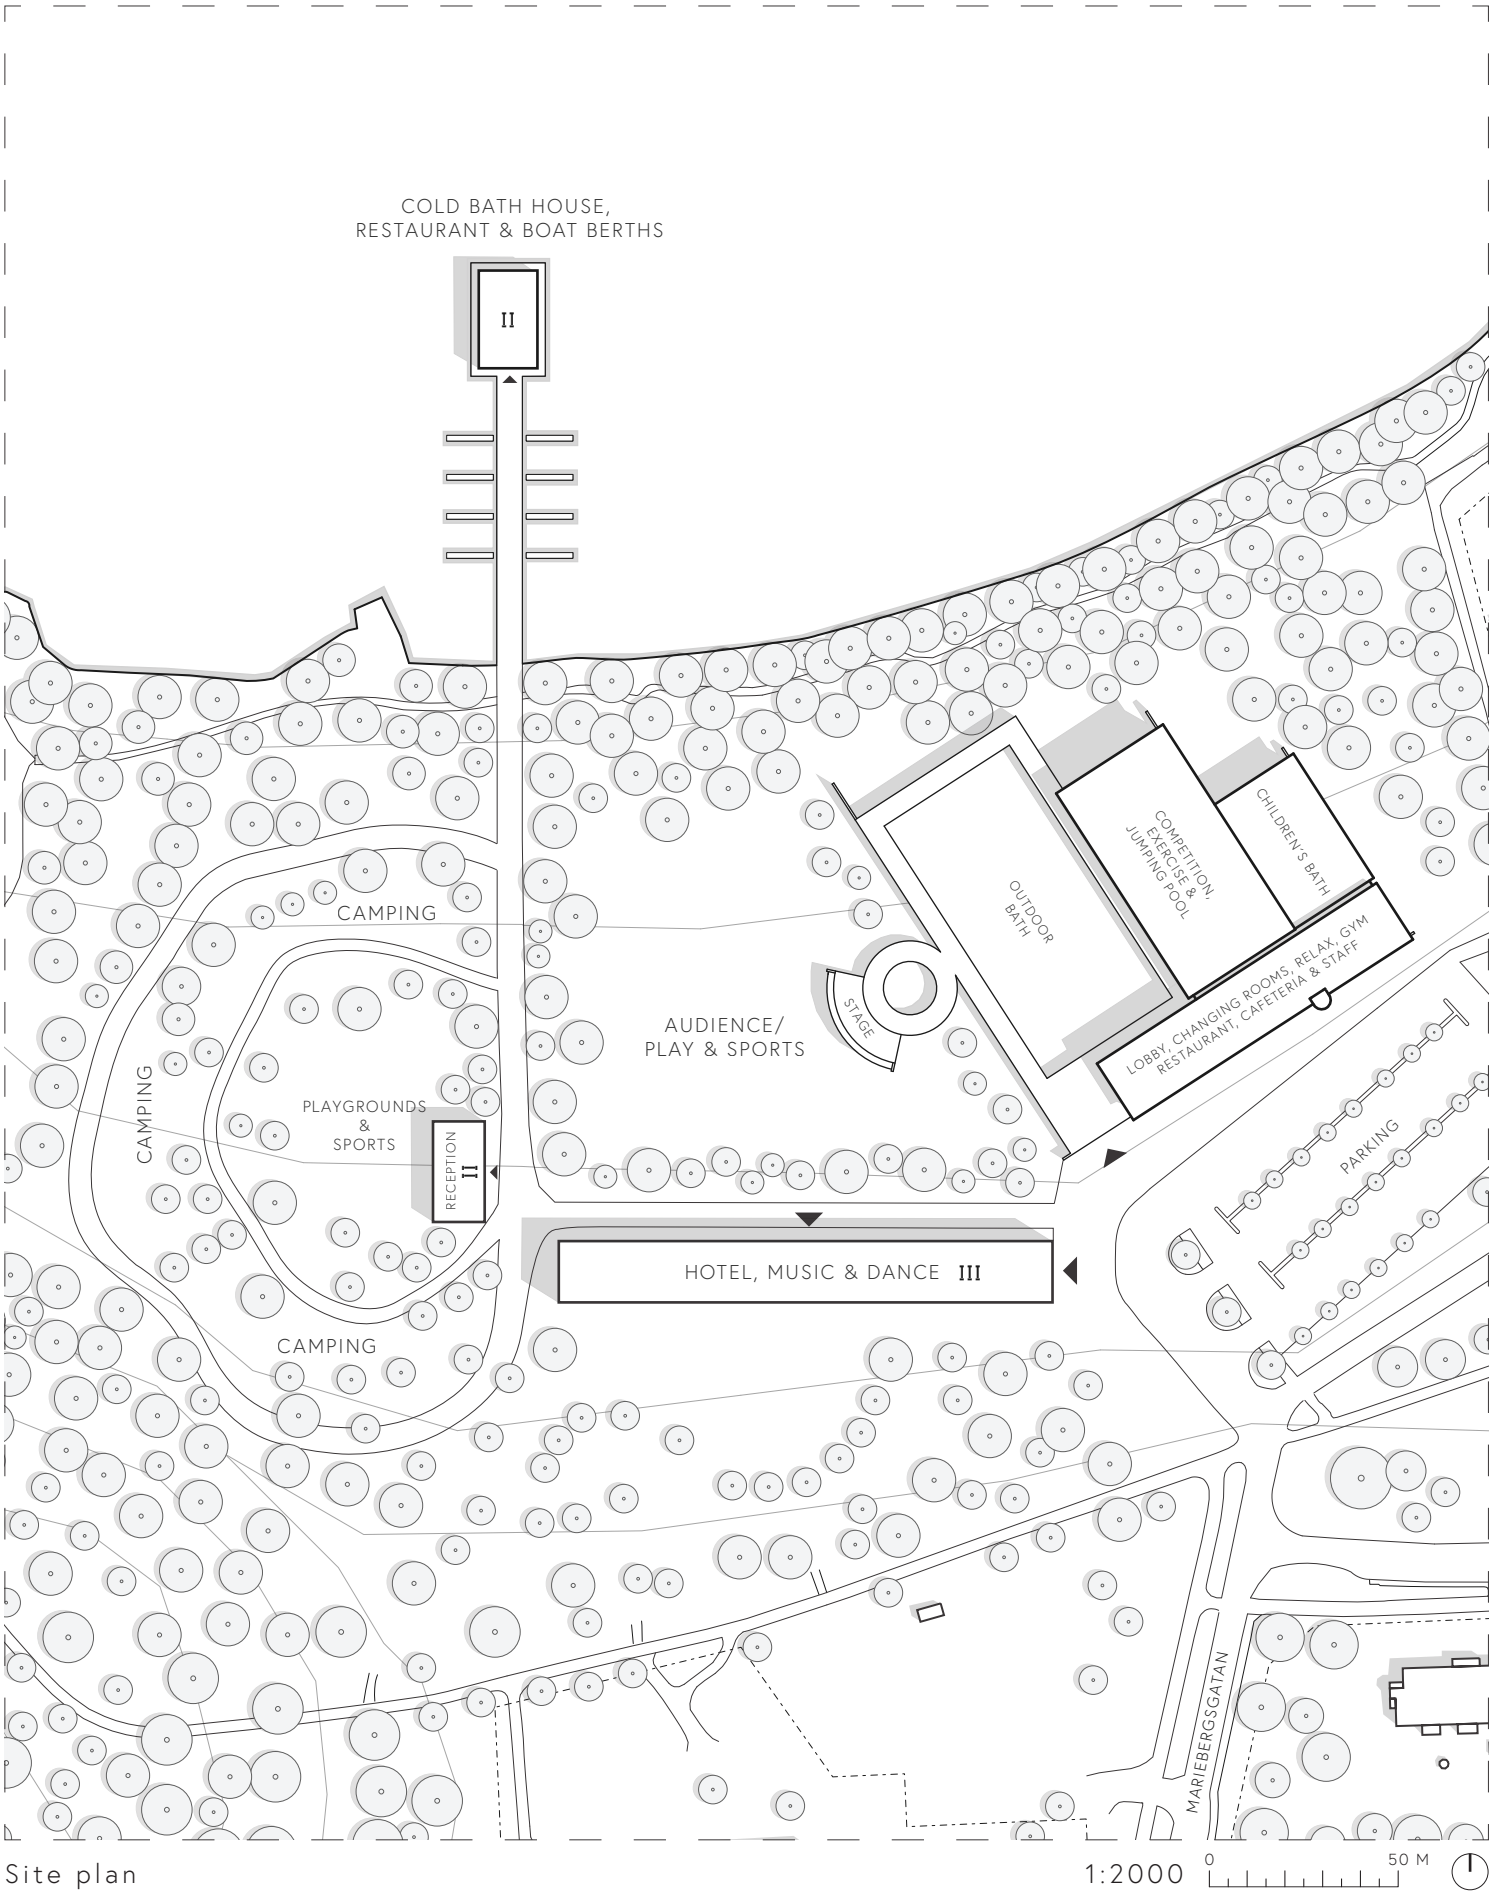 COLD BATH HOUSE,
RESTAURANT & BOAT BERTHS
II
COMPETITION,
EXERCISE &
JUMPING POOL
CHILDREN'S BATH
OUTDOOR
BATH
CAMPING
LOBBY, CHANGING ROOMS, RELAX, GYM
RESTAURANT, CAFETERIA & STAFF
STAGE
AUDIENCE/
PLAY & SPORTS
CAMPING
PLAYGROUNDS
&
SPORTS
RECEPTION
II
PARKING
HOTEL, MUSIC & DANCE III
CAMPING
MARIEBERGSGATAN
Site plan
1:2000
0
50 M